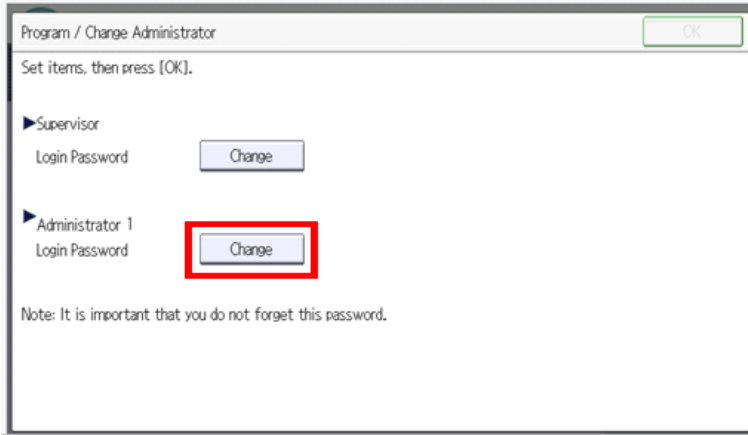 Program / Change Administrator
OK
Set items, then press [OK].
▶Supervisor
Login Password Change
▶Administrator 1
Login Password Change
Note: It is important that you do not forget this password.